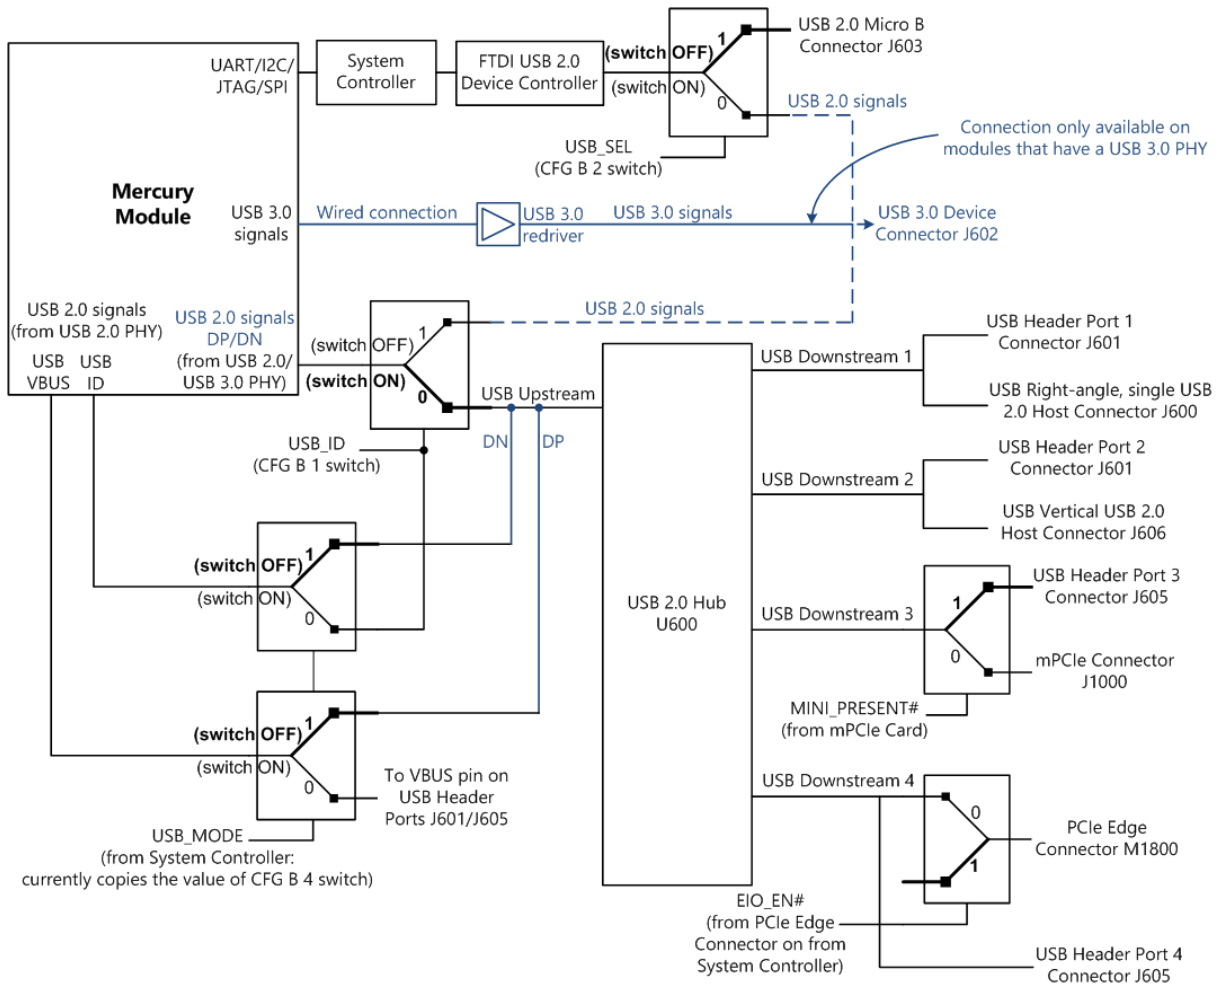 USB 2.0 Micro B
Connector J603
(switch OFF)
1
(switch ON)
0
UART/I2C/
JTAG/SPI
System
Controller
FTDI USB 2.0
Device Controller
USB 2.0 signals
USB_SEL
(CFG B 2 switch)
Connection only available on
modules that have a USB 3.0 PHY
Mercury
Module
USB 3.0
signals
Wired connection
USB 3.0
redriver
USB 3.0 signals
USB 3.0 Device
Connector J602
USB 2.0 signals
(from USB 2.0 PHY)
USB
VBUS
USB
ID
USB 2.0 signals
DP/DN
(from USB 2.0/
USB 3.0 PHY)
USB 2.0 signals
(switch OFF)
1
(switch ON)
0
USB Upstream
DN
DP
USB_ID
(CFG B 1 switch)
(switch OFF)
1
(switch ON)
0
(switch OFF)
1
(switch ON)
0
To VBUS pin on
USB Header
Ports J601/J605
USB_MODE
(from System Controller:
currently copies the value of CFG B 4 switch)
USB 2.0 Hub
U600
USB Downstream 1
USB Header Port 1
Connector J601
USB Right-angle, single USB
2.0 Host Connector J600
USB Downstream 2
USB Header Port 2
Connector J601
USB Vertical USB 2.0
Host Connector J606
USB Downstream 3
1
0
USB Header Port 3
Connector J605
mPCIe Connector
J1000
MINI_PRESENT#
(from mPCIe Card)
USB Downstream 4
0
1
PCIe Edge
Connector M1800
EIO_EN#
(from PCIe Edge
Connector on from
System Controller)
USB Header Port 4
Connector J605